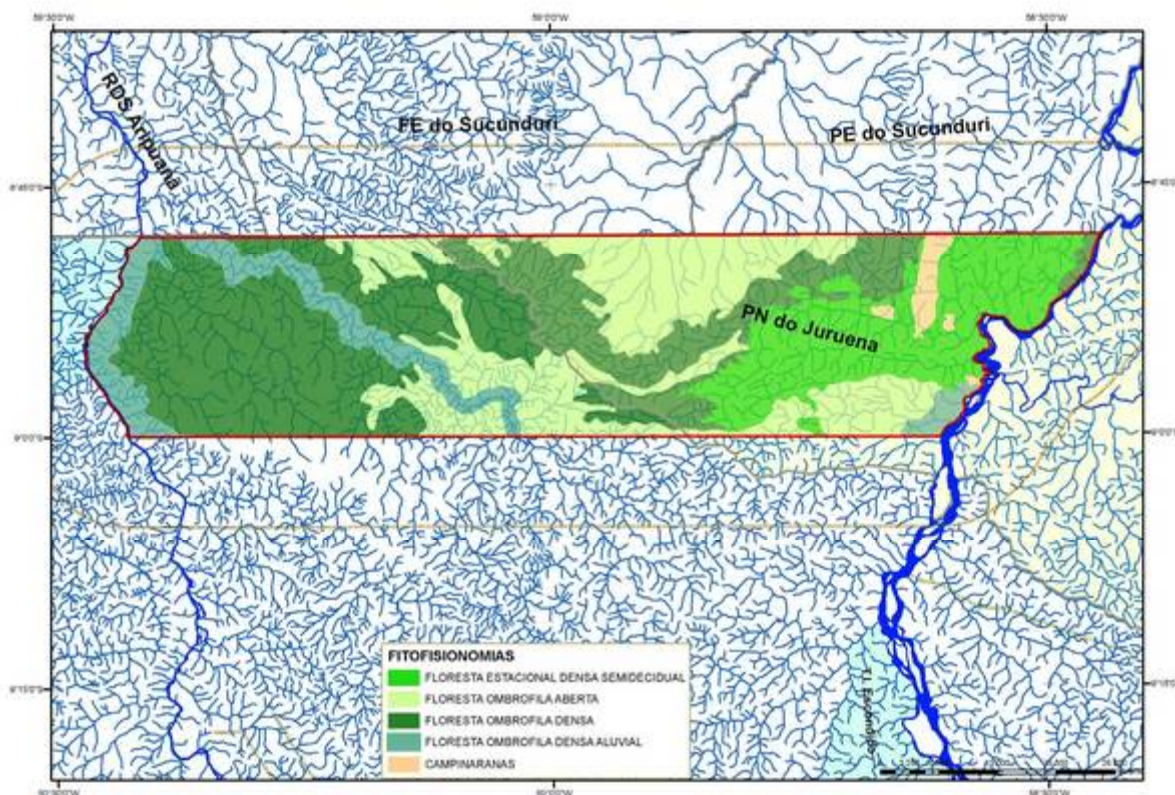 RDS Aripuanã
FE do Sucunduri
PE do Sucunduri
PN do Juruena
FITOFISIONOMIAS
FLORESTA ESTACIONAL DENSA SEMIDECIDUAL
FLORESTA OMBROFILA ABERTA
FLORESTA OMBROFILA DENSA
FLORESTA OMBROFILA DENSA ALUVIAL
CAMPINARANAS
T.I Escondido